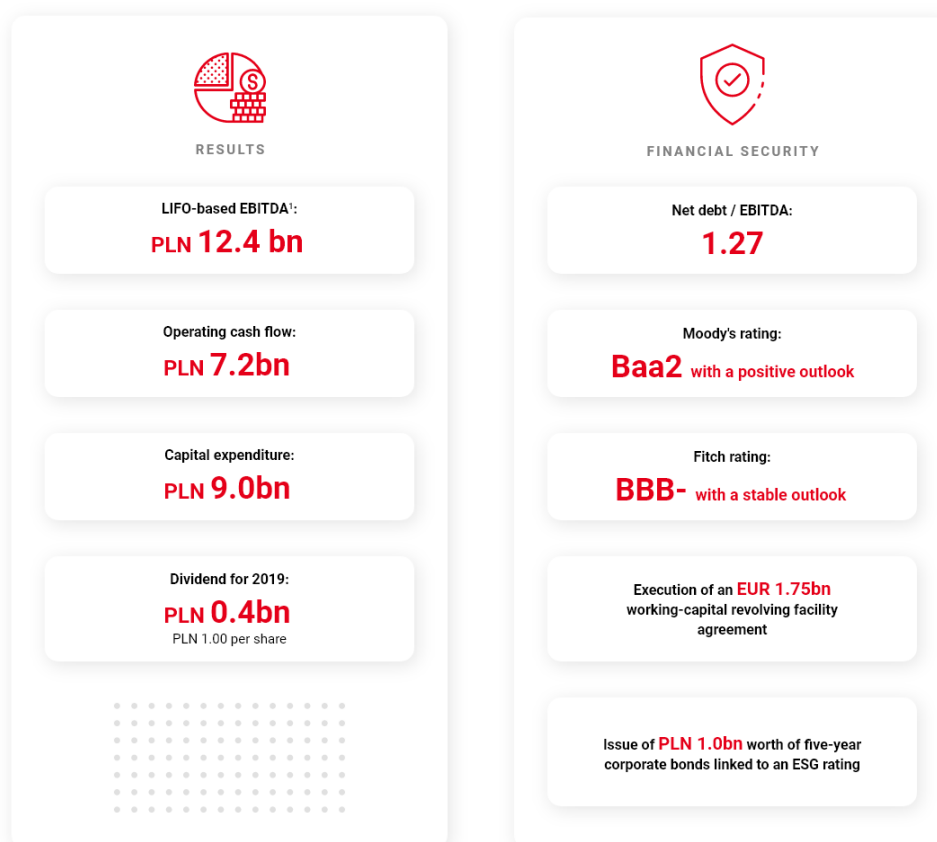 RESULTS
LIFO-based EBITDA¹:
PLN 12.4 bn
Operating cash flow:
PLN 7.2bn
Capital expenditure:
PLN 9.0bn
Dividend for 2019:
PLN 0.4bn
PLN 1.00 per share
FINANCIAL SECURITY
Net debt / EBITDA:
1.27
Moody's rating:
Baa2 with a positive outlook
Fitch rating:
BBB- with a stable outlook
Execution of an EUR 1.75bn
working-capital revolving facility
agreement
Issue of PLN 1.0bn worth of five-year
corporate bonds linked to an ESG rating